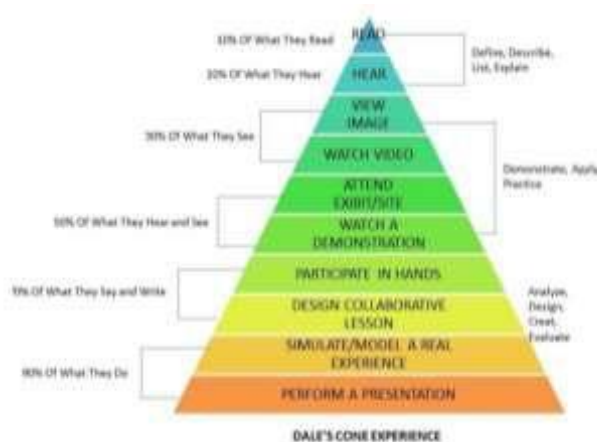 READ
10% Of What They Read
HEAR
20% Of What They Hear
Define, Describe,
List, Explain
VIEW
IMAGE
30% Of What They See
WATCH VIDEO
ATTEND
EXIBIT/SITE
Demonstrate, Apply,
Practice
50% Of What They Hear and See
WATCH A
DEMONSTRATION
PARTICIPATE IN HANDS
70% Of What They Say and Write
DESIGN COLLABORATIVE
LESSON
Analyze,
Design,
Creat,
Evaluate
SIMULATE/MODEL A REAL
EXPERIENCE
90% Of What They Do
PERFORM A PRESENTATION
DALE'S CONE EXPERIENCE